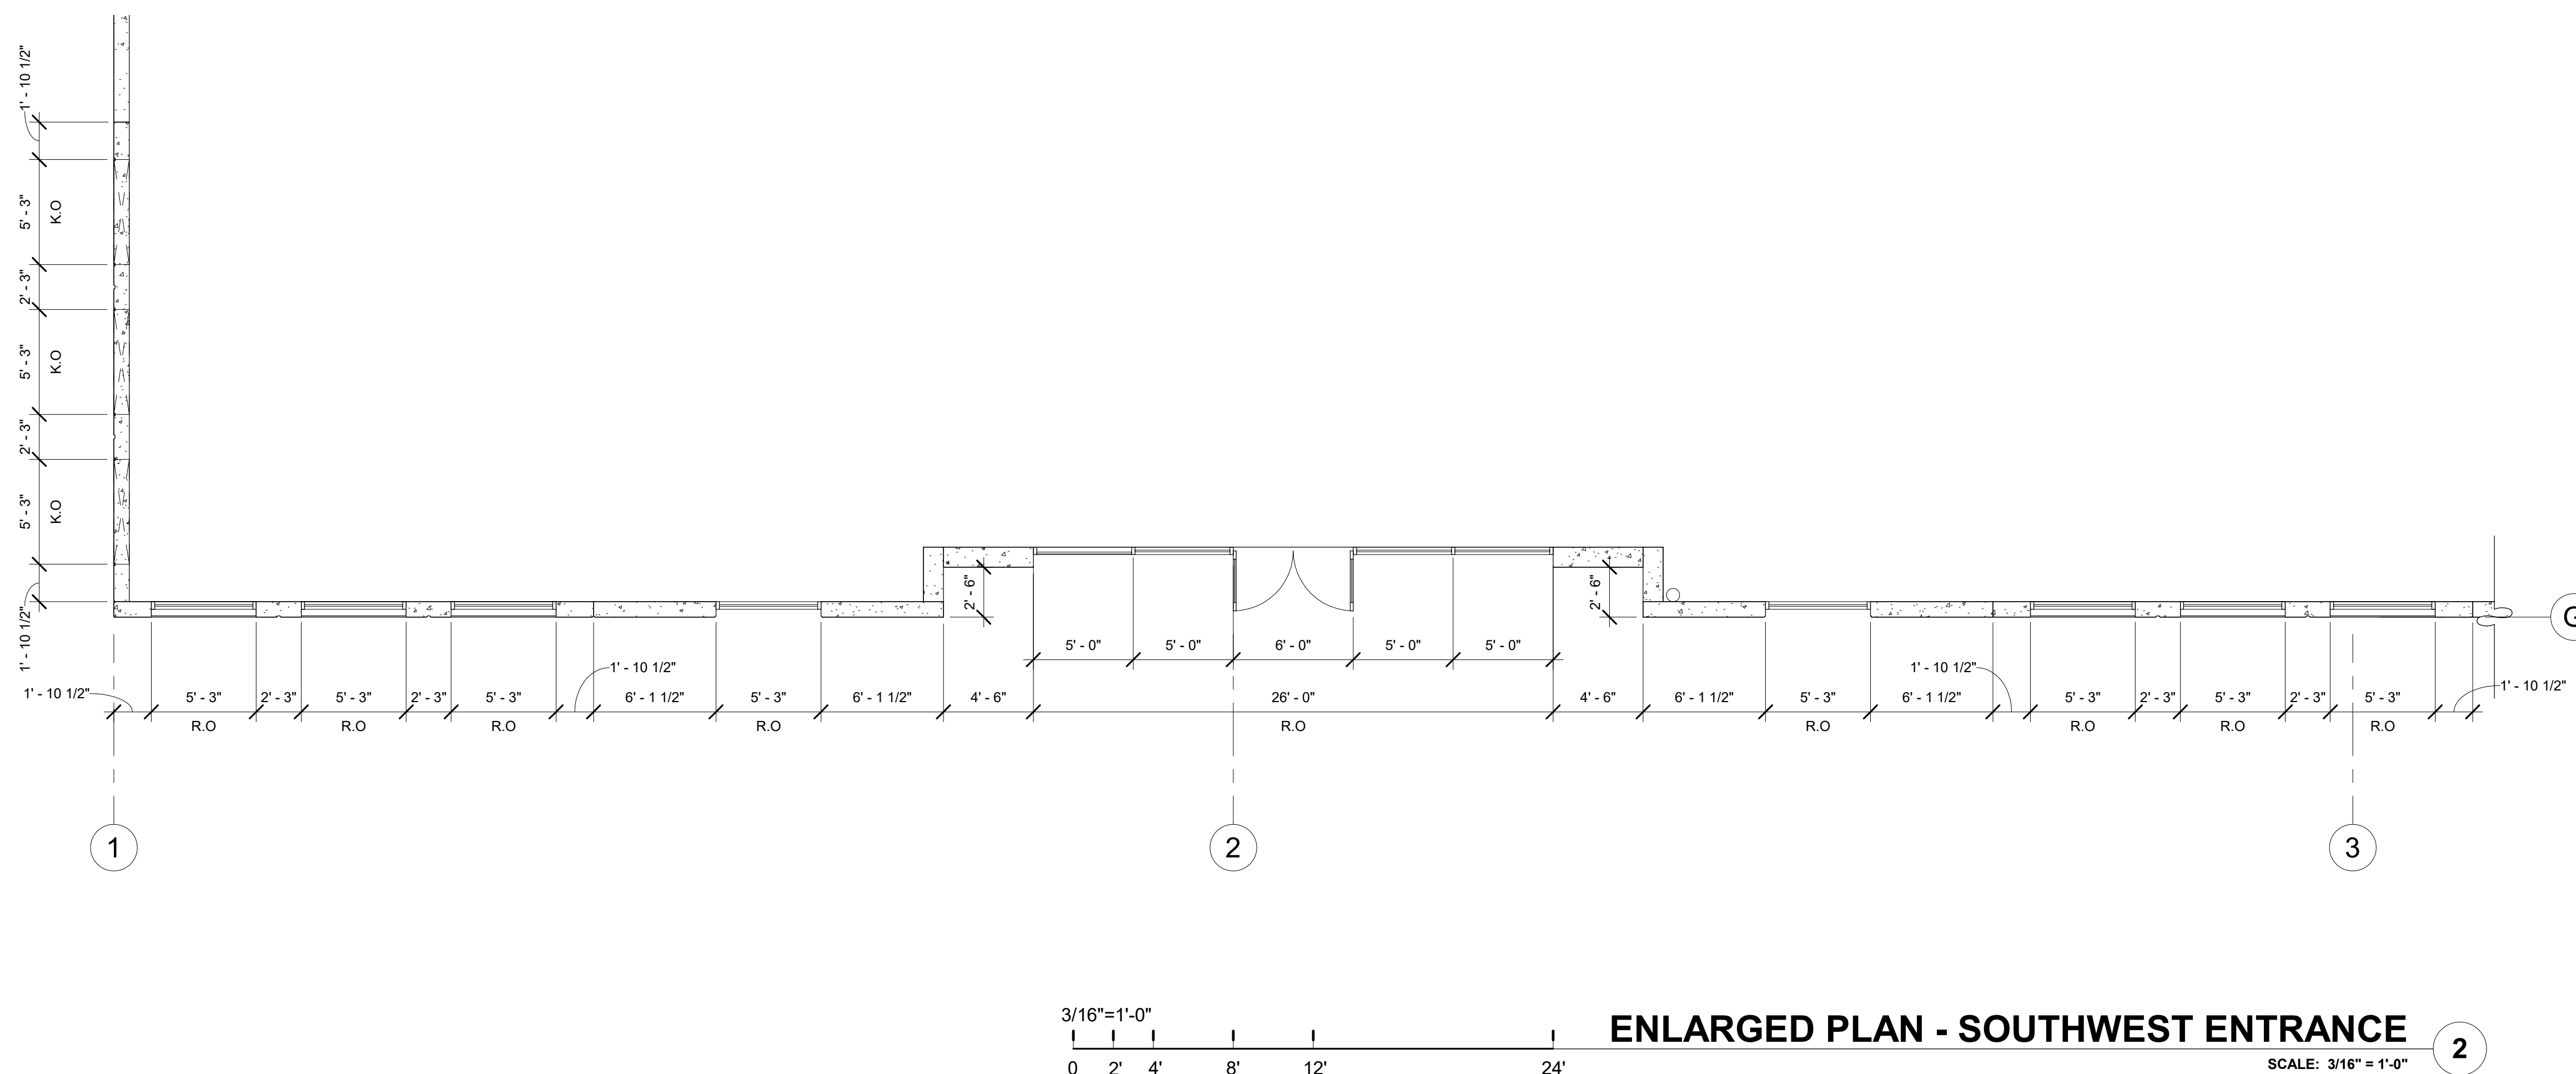 1' - 10 1/2"
5' - 3"
K.O
2' - 3"
5' - 3"
K.O
2' - 3"
5' - 3"
K.O
1' - 10 1/2"
2' - 6"
2' - 6"
G
5' - 0" 5' - 0" 6' - 0" 5' - 0" 5' - 0"
1' - 10 1/2" 1' - 10 1/2"
1' - 10 1/2" 5' - 3" 2' - 3" 5' - 3" 2' - 3" 5' - 3" 6' - 1 1/2" 5' - 3" 6' - 1 1/2" 4' - 6" 26' - 0" 4' - 6" 6' - 1 1/2" 5' - 3" 6' - 1 1/2" 5' - 3" 2' - 3" 5' - 3" 2' - 3" 5' - 3" 1' - 10 1/2"
R.O R.O R.O R.O R.O R.O R.O R.O R.O
1 2 3
3/16"=1'-0"
0 2' 4' 8' 12' 24'
ENLARGED PLAN - SOUTHWEST ENTRANCE
2
SCALE: 3/16" = 1'-0"